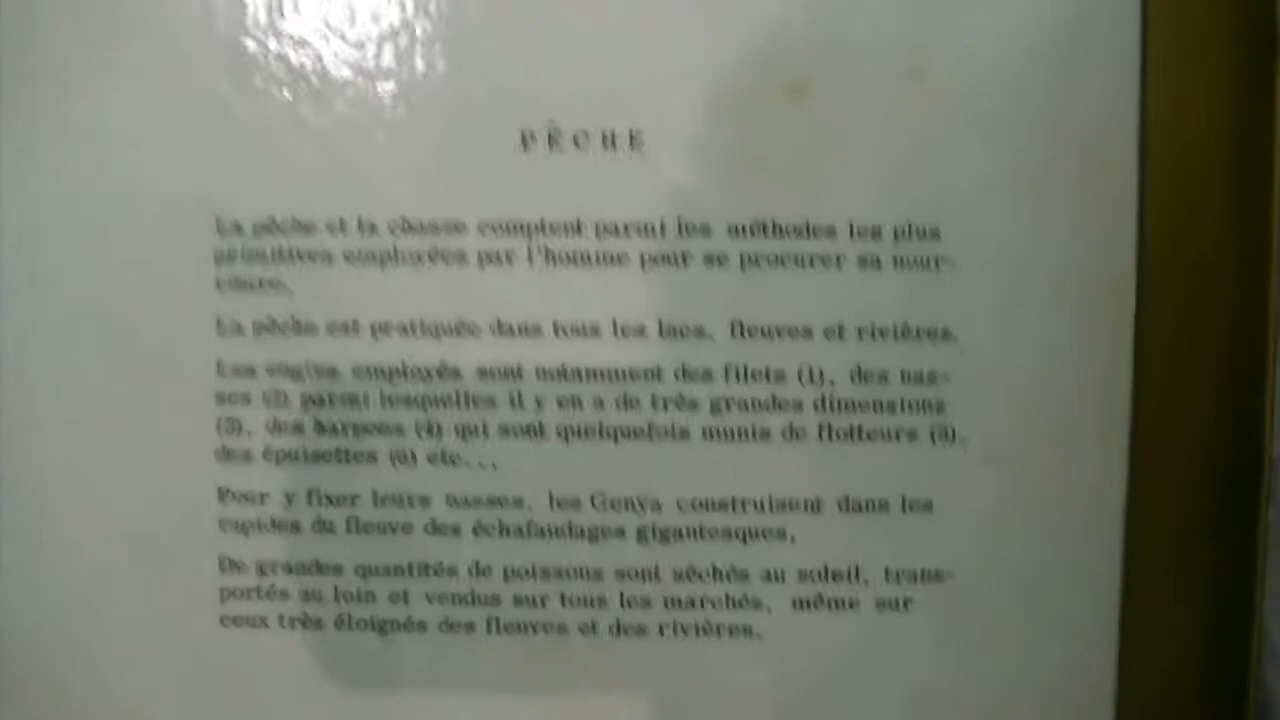 PÊCHE
La pêche et la chasse comptent parmi les méthodes les plus
primitives employées par l'homme pour se procurer sa nour-
riture.
La pêche est pratiquée dans tous les lacs, fleuves et rivières.
Les engins employés sont notamment des filets (1), des nas-
ses (2) parmi lesquelles il y en a de très grandes dimensions
(3), des harpons (4) qui sont quelquefois munis de flotteurs (5),
des épuisettes (6) etc...
Pour y fixer leurs nasses, les Genya construisent dans les
rapides du fleuve des échafaudages gigantesques.
De grandes quantités de poissons sont séchés au soleil, trans-
portés au loin et vendus sur tous les marchés, même sur
ceux très éloignés des fleuves et des rivières.